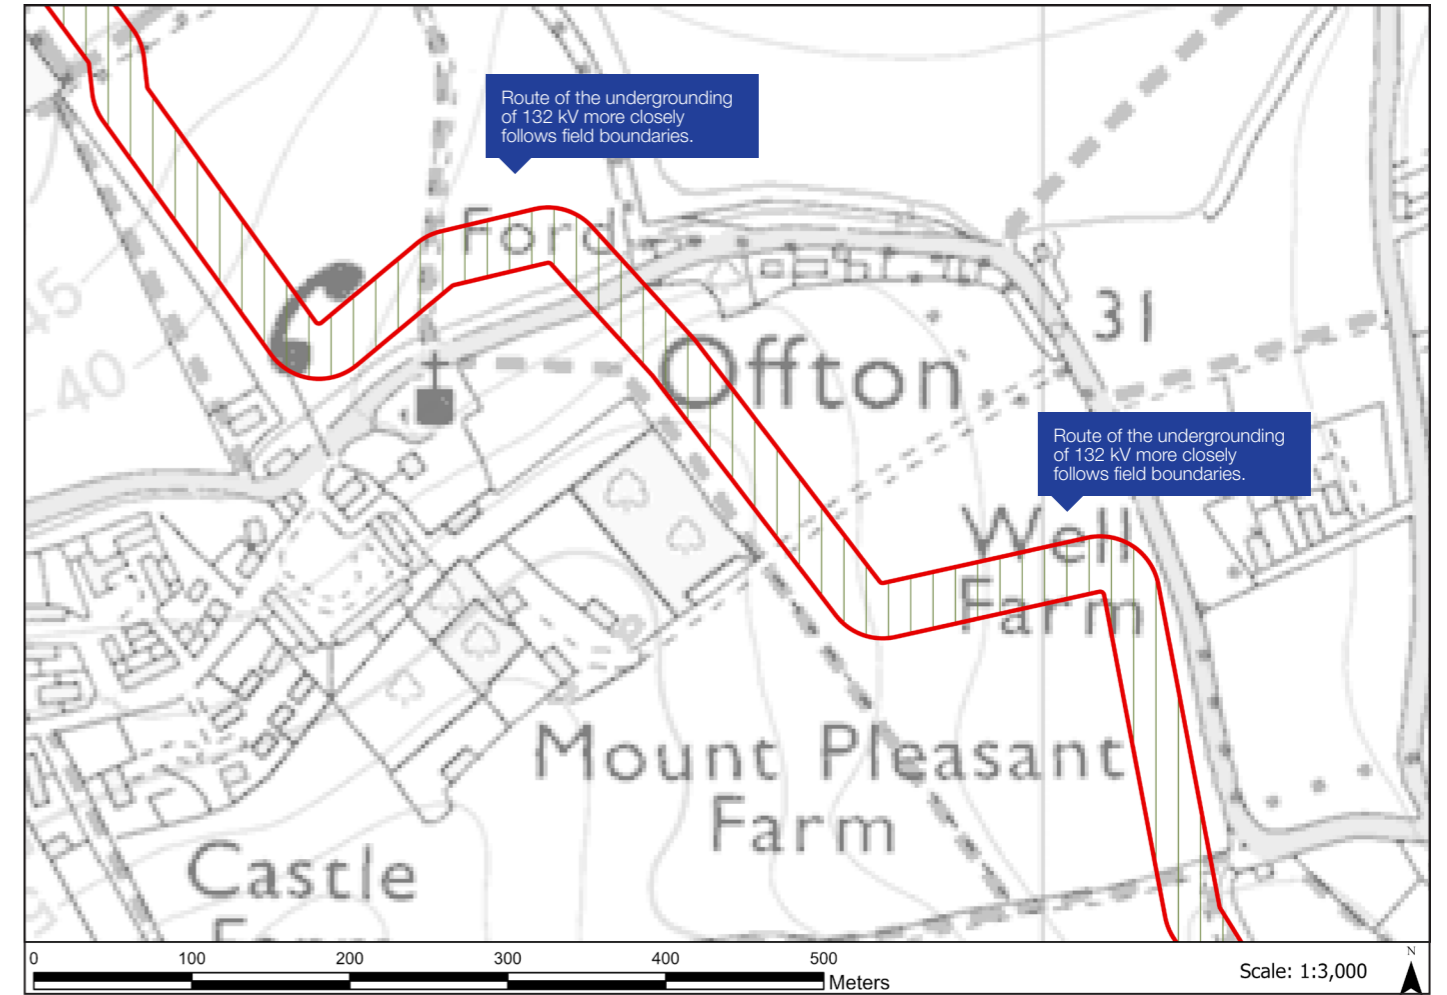 Route of the undergrounding
of 132 kV more closely
follows field boundaries.
Ford
45
31
40
Offton
Route of the undergrounding
of 132 kV more closely
follows field boundaries.
Well
Farm
Mount Pleasant
Farm
Castle
0 100 200 300 400 500
Meters
Scale: 1:3,000
N